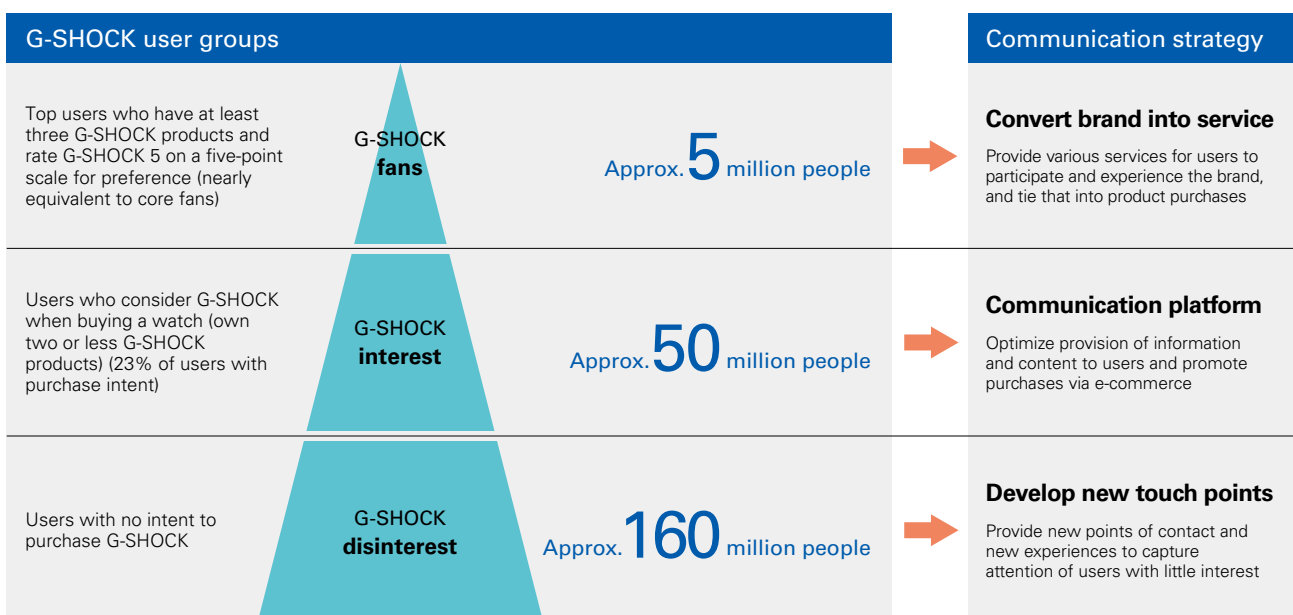 G-SHOCK user groups
Communication strategy
Top users who have at least
three G-SHOCK products and
rate G-SHOCK 5 on a five-point
scale for preference (nearly
equivalent to core fans)
G-SHOCK
fans
Approx. 5 million people
Convert brand into service
Provide various services for users to
participate and experience the brand,
and tie that into product purchases
Users who consider G-SHOCK
when buying a watch (own
two or less G-SHOCK
products) (23% of users with
purchase intent)
G-SHOCK
interest
Approx. 50 million people
Communication platform
Optimize provision of information
and content to users and promote
purchases via e-commerce
Users with no intent to
purchase G-SHOCK
G-SHOCK
disinterest
Approx. 160 million people
Develop new touch points
Provide new points of contact and
new experiences to capture
attention of users with little interest